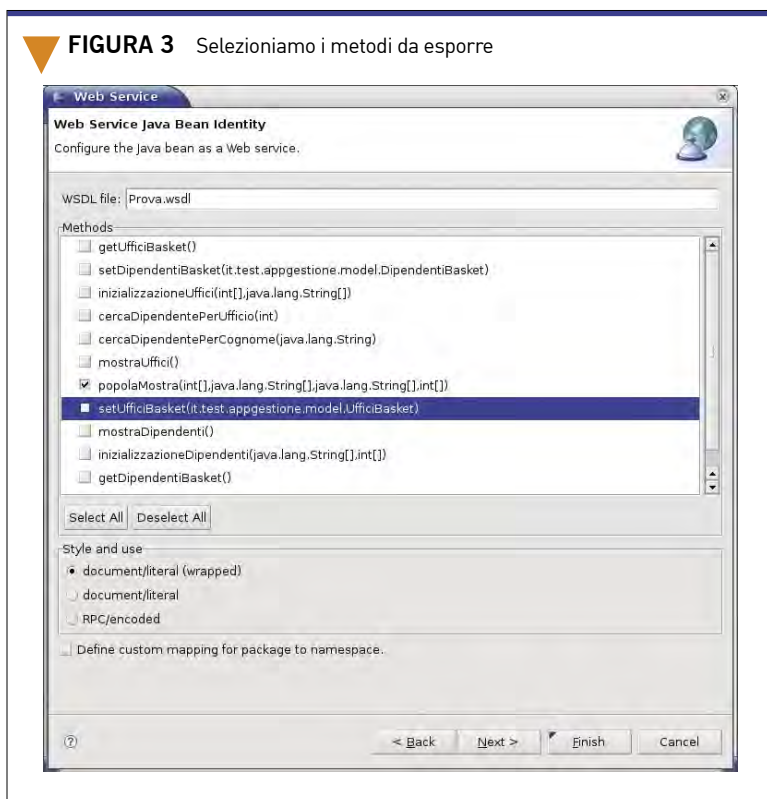 FIGURA 3 Selezioniamo i metodi da esporre
Web Service
Web Service Java Bean Identity
Configure the Java bean as a Web service.
WSDL file: Prova.wsdl
Methods
getUfficiBasket()
setDipendentiBasket(it.test.appgestione.model.DipendentiBasket)
inizializzazioneUffici(int[],java.lang.String[])
cercaDipendentePerUfficio(int)
cercaDipendentePerCognome(java.lang.String)
mostraUffici()
popolaMostra(int[],java.lang.String[],java.lang.String[],int[])
setUfficiBasket(it.test.appgestione.model.UfficiBasket)
mostraDipendenti()
inizializzazioneDipendenti(java.lang.String[],int[])
getDipendentiBasket()
Select All Deselect All
Style and use
document/literal (wrapped)
document/literal
RPC/encoded
Define custom mapping for package to namespace.
? < Back Next > Finish Cancel